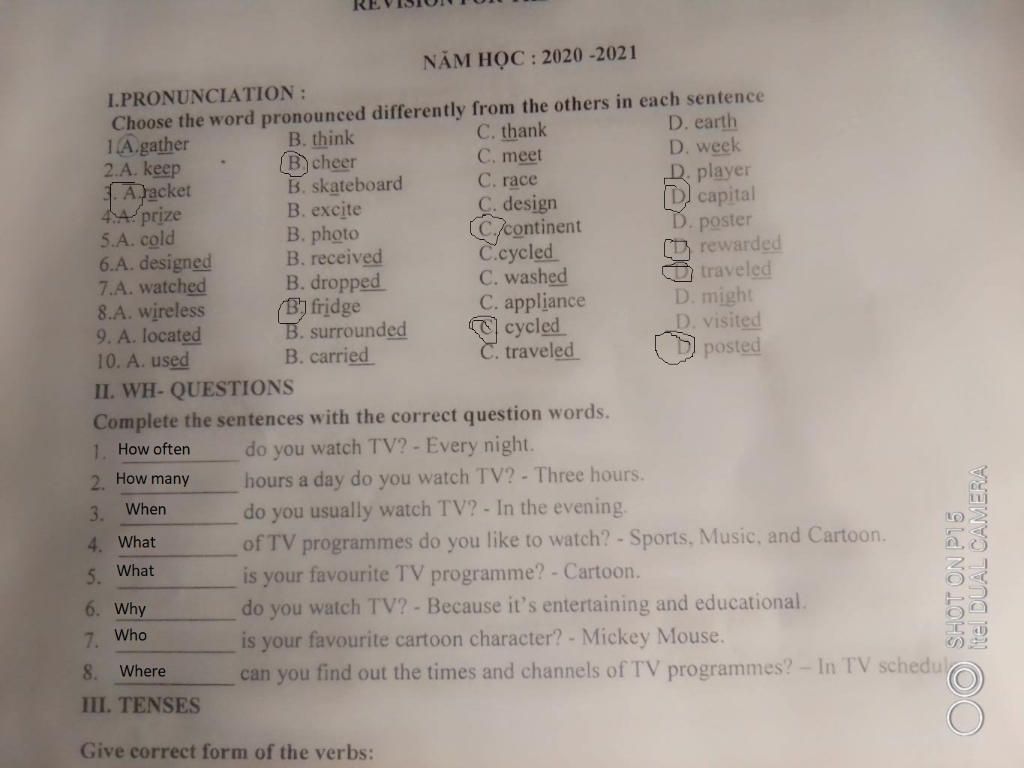 REVISION FOR THE
NĂM HỌC : 2020 -2021
I.PRONUNCIATION :
Choose the word pronounced differently from the others in each sentence
1.A.gather B. think C. thank D. earth
2.A. keep B. cheer C. meet D. week
3. A.racket B. skateboard C. race D. player
4.A. prize B. excite C. design D. capital
5.A. cold B. photo C. continent D. poster
6.A. designed B. received C.cycled D. rewarded
7.A. watched B. dropped C. washed D. traveled
8.A. wireless B. fridge C. appliance D. might
9. A. located B. surrounded C. cycled D. visited
10. A. used B. carried C. traveled D. posted
II. WH- QUESTIONS
Complete the sentences with the correct question words.
1. How often do you watch TV? - Every night.
2. How many hours a day do you watch TV? - Three hours.
3. When do you usually watch TV? - In the evening.
4. What of TV programmes do you like to watch? - Sports, Music, and Cartoon.
5. What is your favourite TV programme? - Cartoon.
6. Why do you watch TV? - Because it's entertaining and educational.
7. Who is your favourite cartoon character? - Mickey Mouse.
8. Where can you find out the times and channels of TV programmes? – In TV schedul
III. TENSES
Give correct form of the verbs:
SHOT ON P15
itel DUAL CAMERA